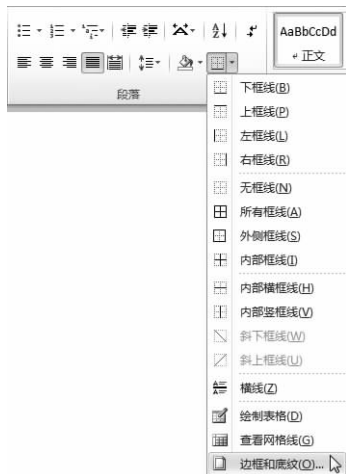 AaBbCcDd
↵正文
段落
下框线(B)
上框线(P)
左框线(L)
右框线(R)
无框线(N)
所有框线(A)
外侧框线(S)
内部框线(I)
内部横框线(H)
内部竖框线(V)
斜下框线(W)
斜上框线(U)
横线(Z)
绘制表格(D)
查看网格线(G)
边框和底纹(O)...